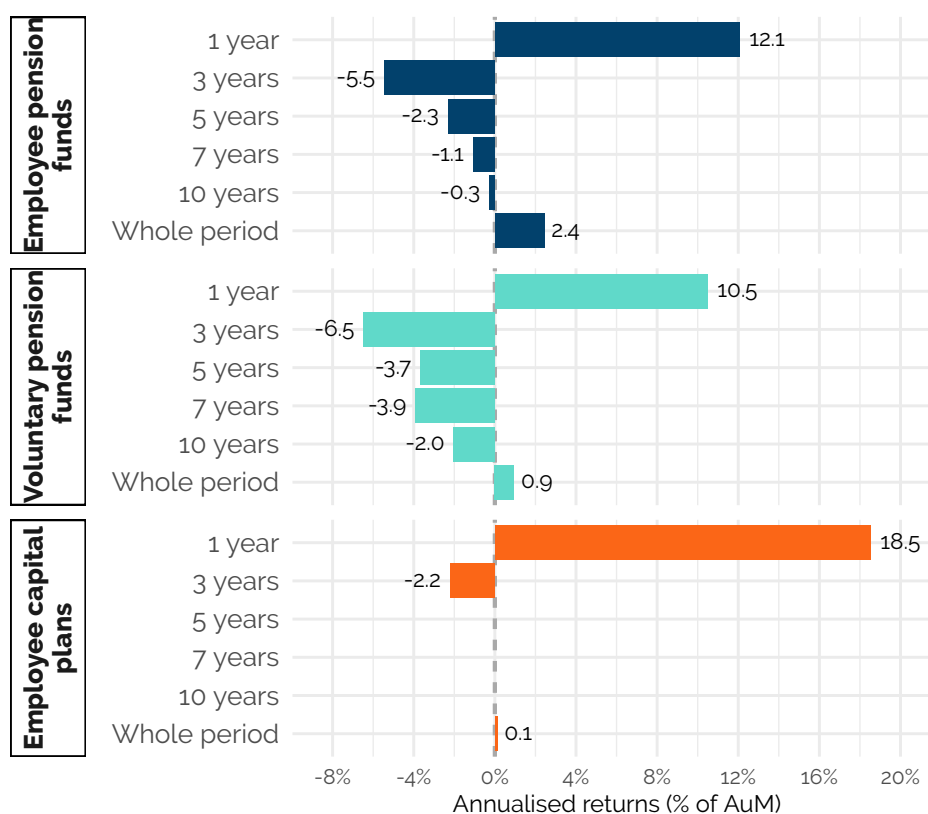 Employee pension
funds
1 year
12.1
3 years
-5.5
5 years
-2.3
7 years
-1.1
10 years
-0.3
Whole period
2.4
Voluntary pension
funds
1 year
10.5
3 years
-6.5
5 years
-3.7
7 years
-3.9
10 years
-2.0
Whole period
0.9
Employee capital
plans
1 year
18.5
3 years
-2.2
5 years
7 years
10 years
Whole period
0.1
-8% -4% 0% 4% 8% 12% 16% 20%
Annualised returns (% of AuM)